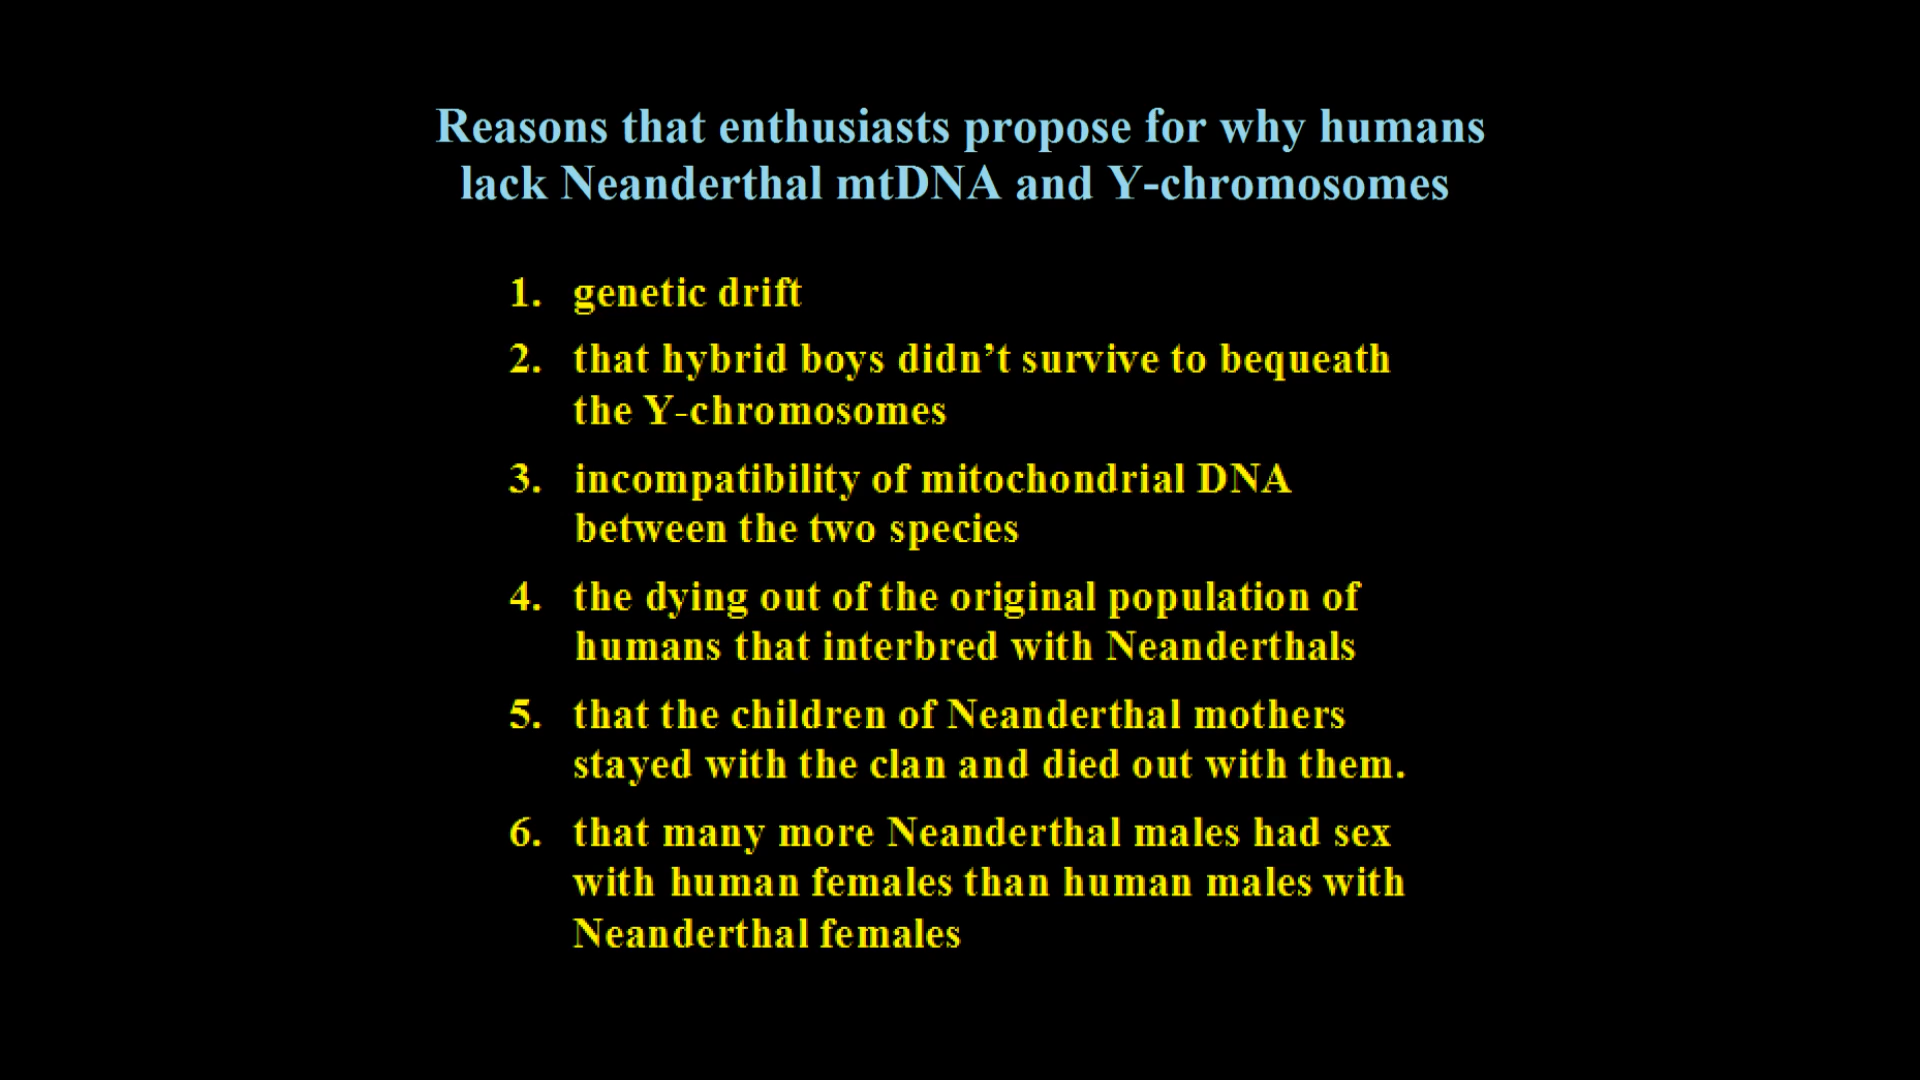 Reasons that enthusiasts propose for why humans
lack Neanderthal mtDNA and Y-chromosomes
1. genetic drift
2. that hybrid boys didn’t survive to bequeath
the Y-chromosomes
3. incompatibility of mitochondrial DNA
between the two species
4. the dying out of the original population of
humans that interbred with Neanderthals
5. that the children of Neanderthal mothers
stayed with the clan and died out with them.
6. that many more Neanderthal males had sex
with human females than human males with
Neanderthal females